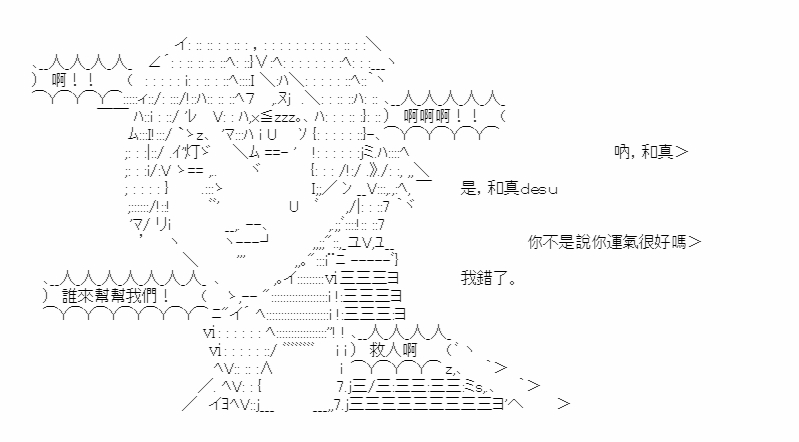 啊！！
啊啊啊！！
吶，和真＞
是，和真desu
你不是說你運氣很好嗎＞
我錯了。
誰來幫幫我們！
救人啊